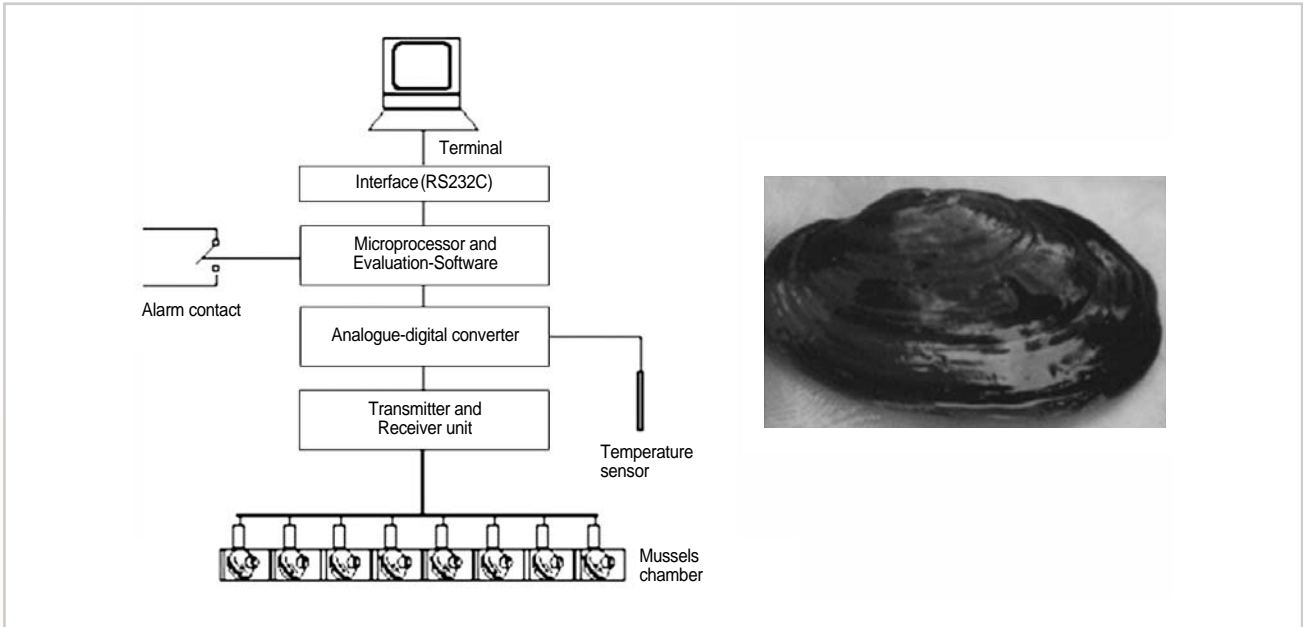 Terminal
Interface (RS232C)
Microprocessor and
Evaluation-Software
Alarm contact
Analogue-digital converter
Transmitter and
Receiver unit
Temperature
sensor
Mussels
chamber